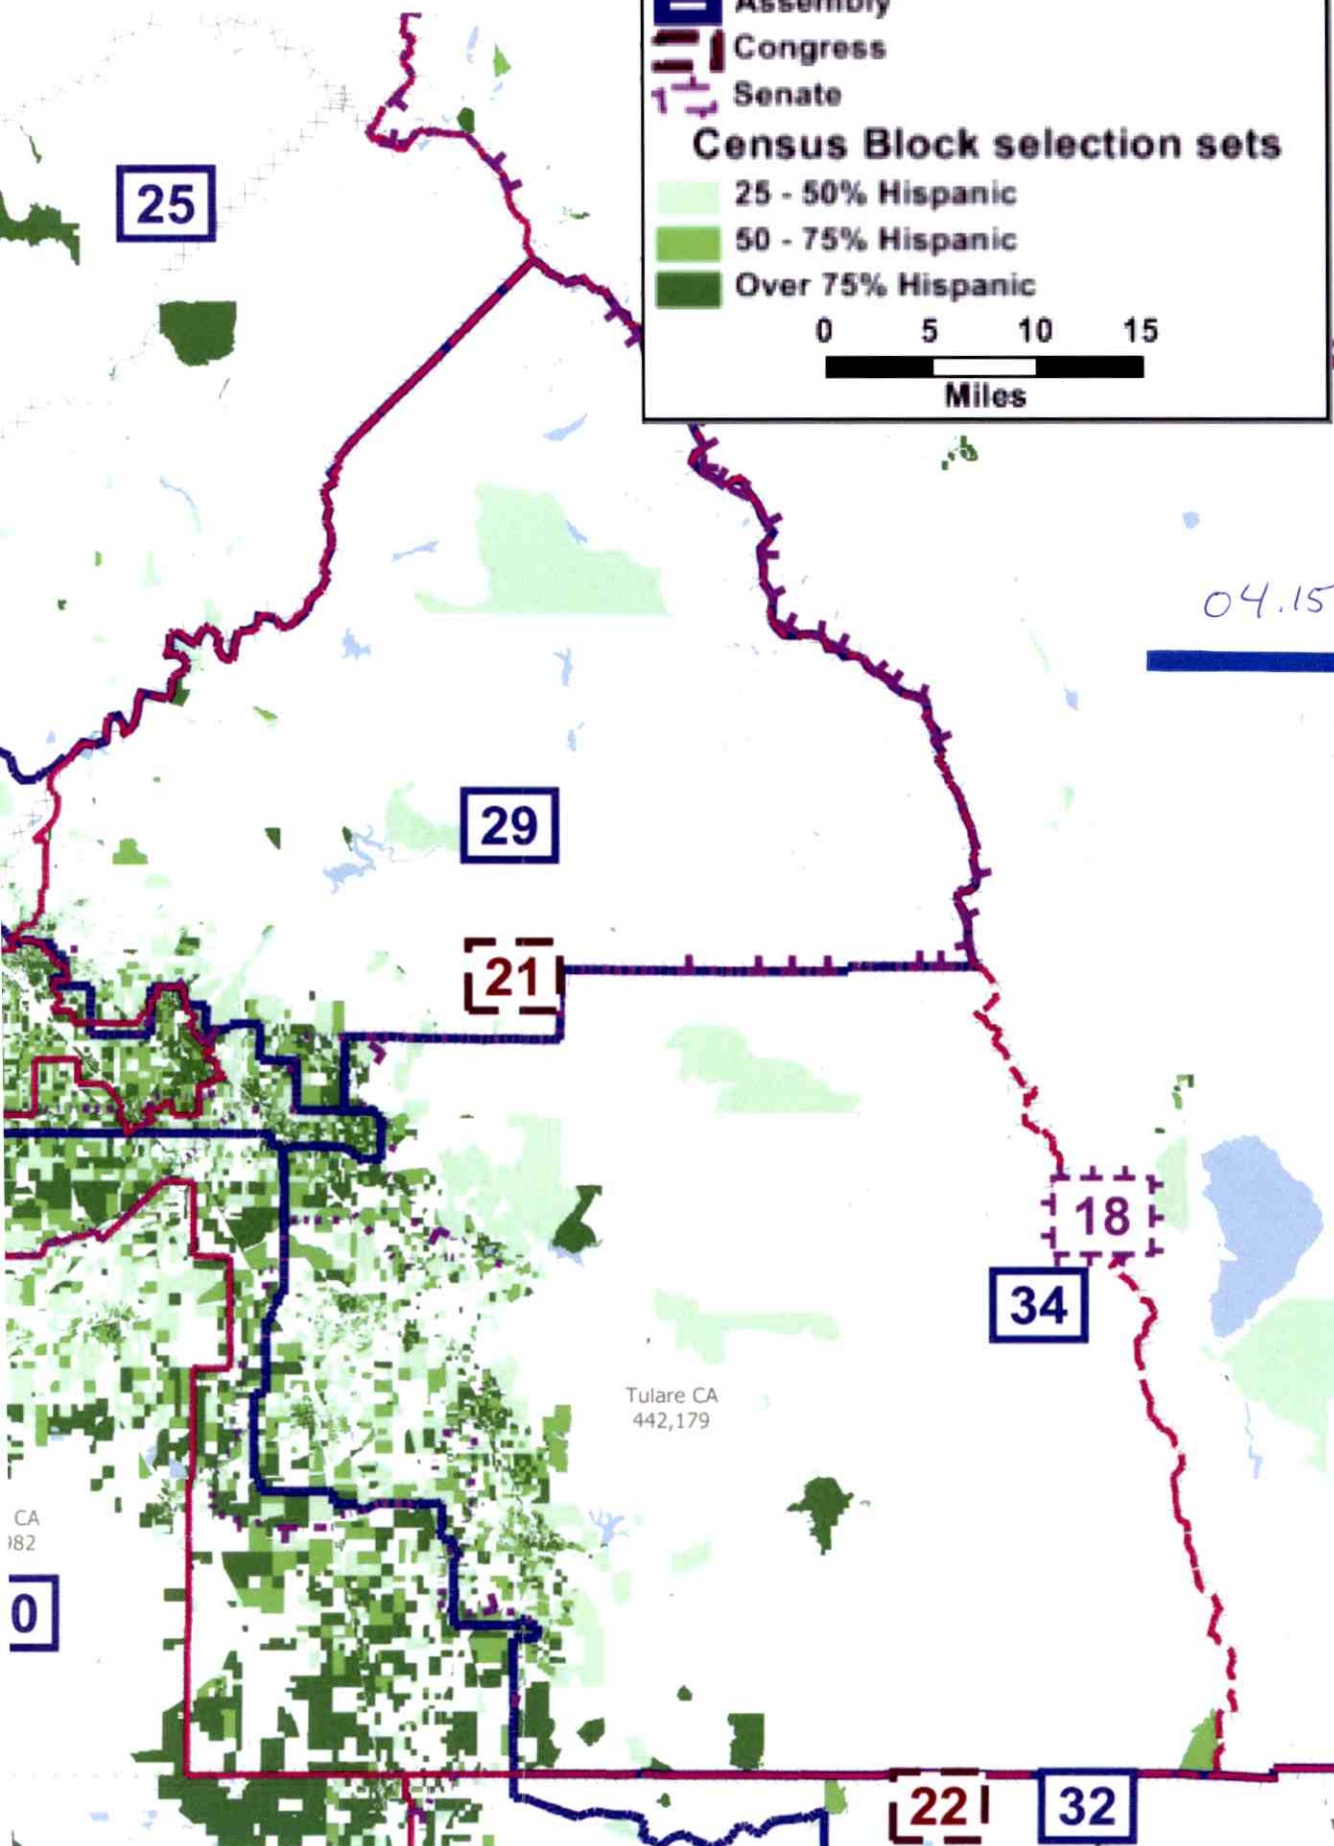 Assembly
Congress
Senate
Census Block selection sets
25 - 50% Hispanic
50 - 75% Hispanic
Over 75% Hispanic
0 5 10 15
Miles
25
04.15
29
21
18
34
Tulare CA
442,179
CA
982
0
22 32